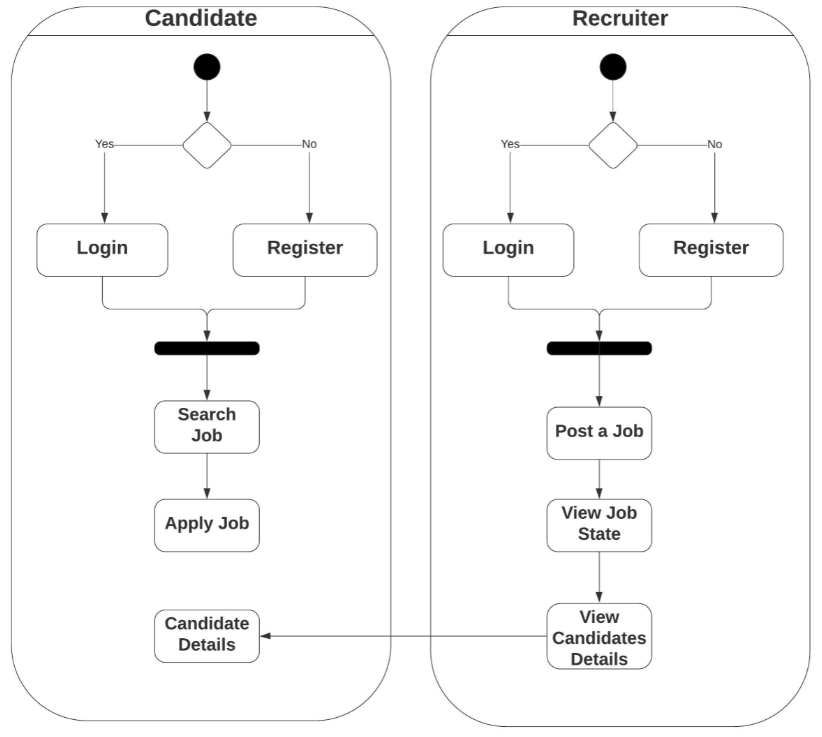 Candidate
Recruiter
Yes
No
Yes
No
Login
Register
Login
Register
Search
Job
Post a Job
Apply Job
View Job
State
Candidate
Details
View
Candidates
Details